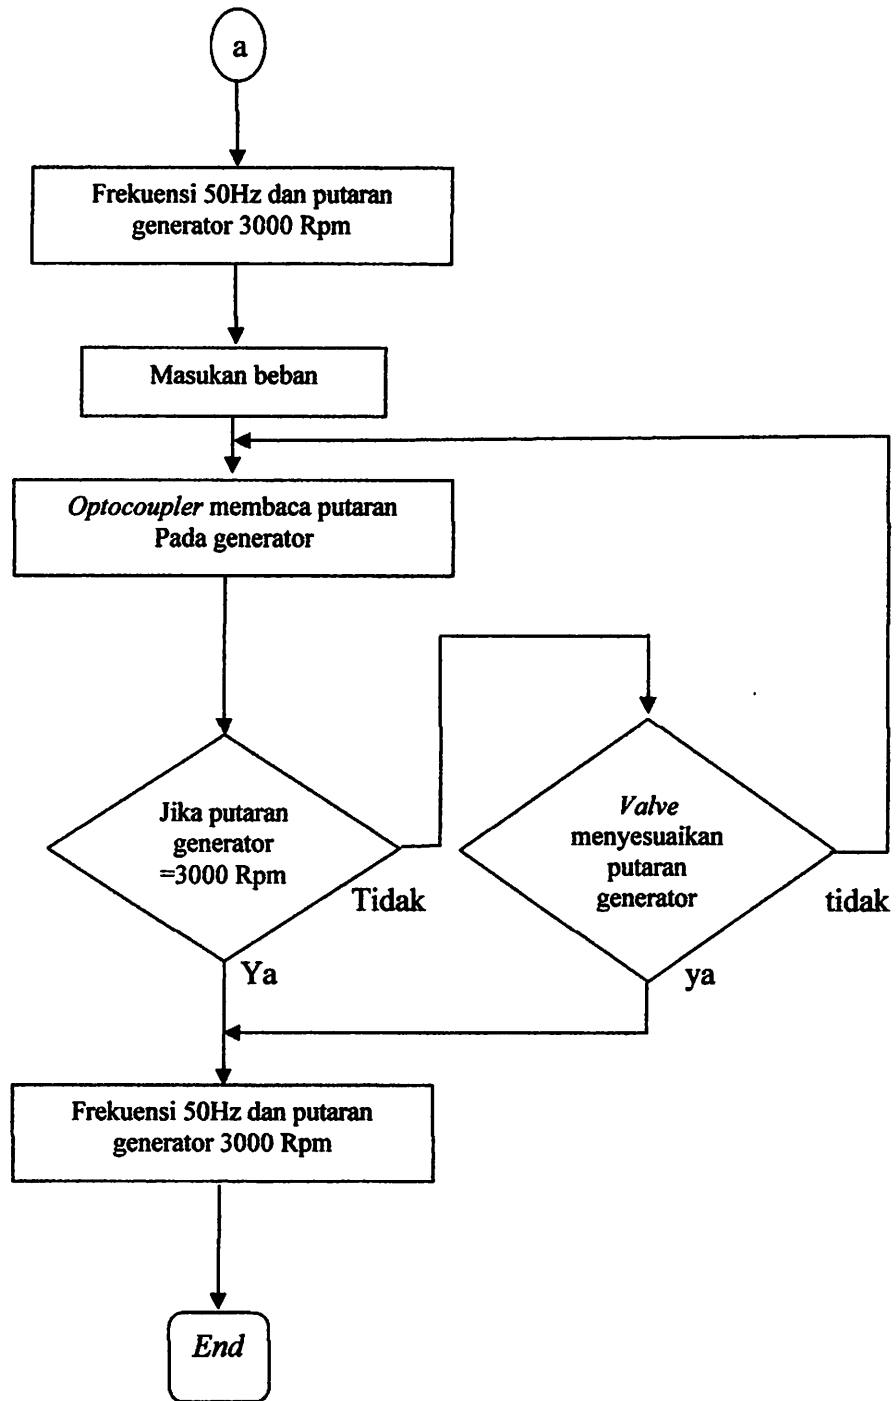 a
Frekuensi 50Hz dan putaran
generator 3000 Rpm
Masukan beban
Optocoupler membaca putaran
Pada generator
Jika putaran
generator
=3000 Rpm
Tidak
Valve
menyesuaikan
putaran
generator
tidak
Ya
ya
Frekuensi 50Hz dan putaran
generator 3000 Rpm
End